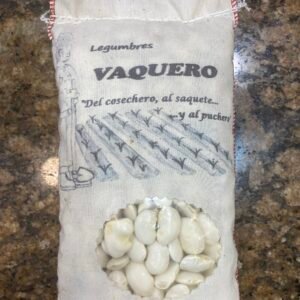 Legumbres
VAQUERO
"Del cosechero, al saquete...
...y al puchero"